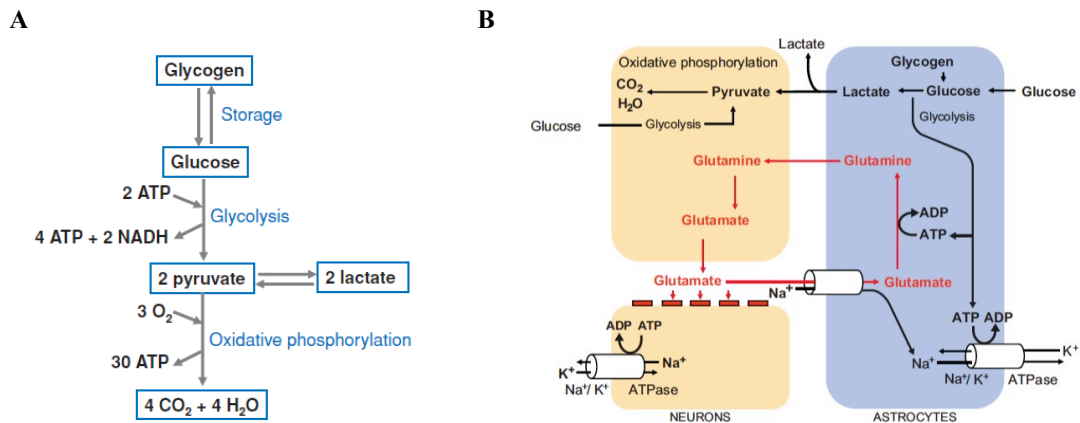 A
Glycogen
Storage
Glucose
2 ATP
Glycolysis
4 ATP + 2 NADH
2 pyruvate
2 lactate
3 O₂
Oxidative phosphorylation
30 ATP
4 CO₂ + 4 H₂O
B
Lactate
Oxidative phosphorylation
Glycogen
CO₂
H₂O
Pyruvate
Lactate
Glucose
Glucose
Glucose
Glycolysis
Glycolysis
Glutamine
Glutamine
Glutamate
ADP
ATP
Glutamate
Na⁺
Glutamate
ADP ATP
ATP ADP
K⁺
Na⁺
Na⁺/ K⁺ ATPase
Na⁺
K⁺
Na⁺/ K⁺ ATPase
NEURONS
ASTROCYTES